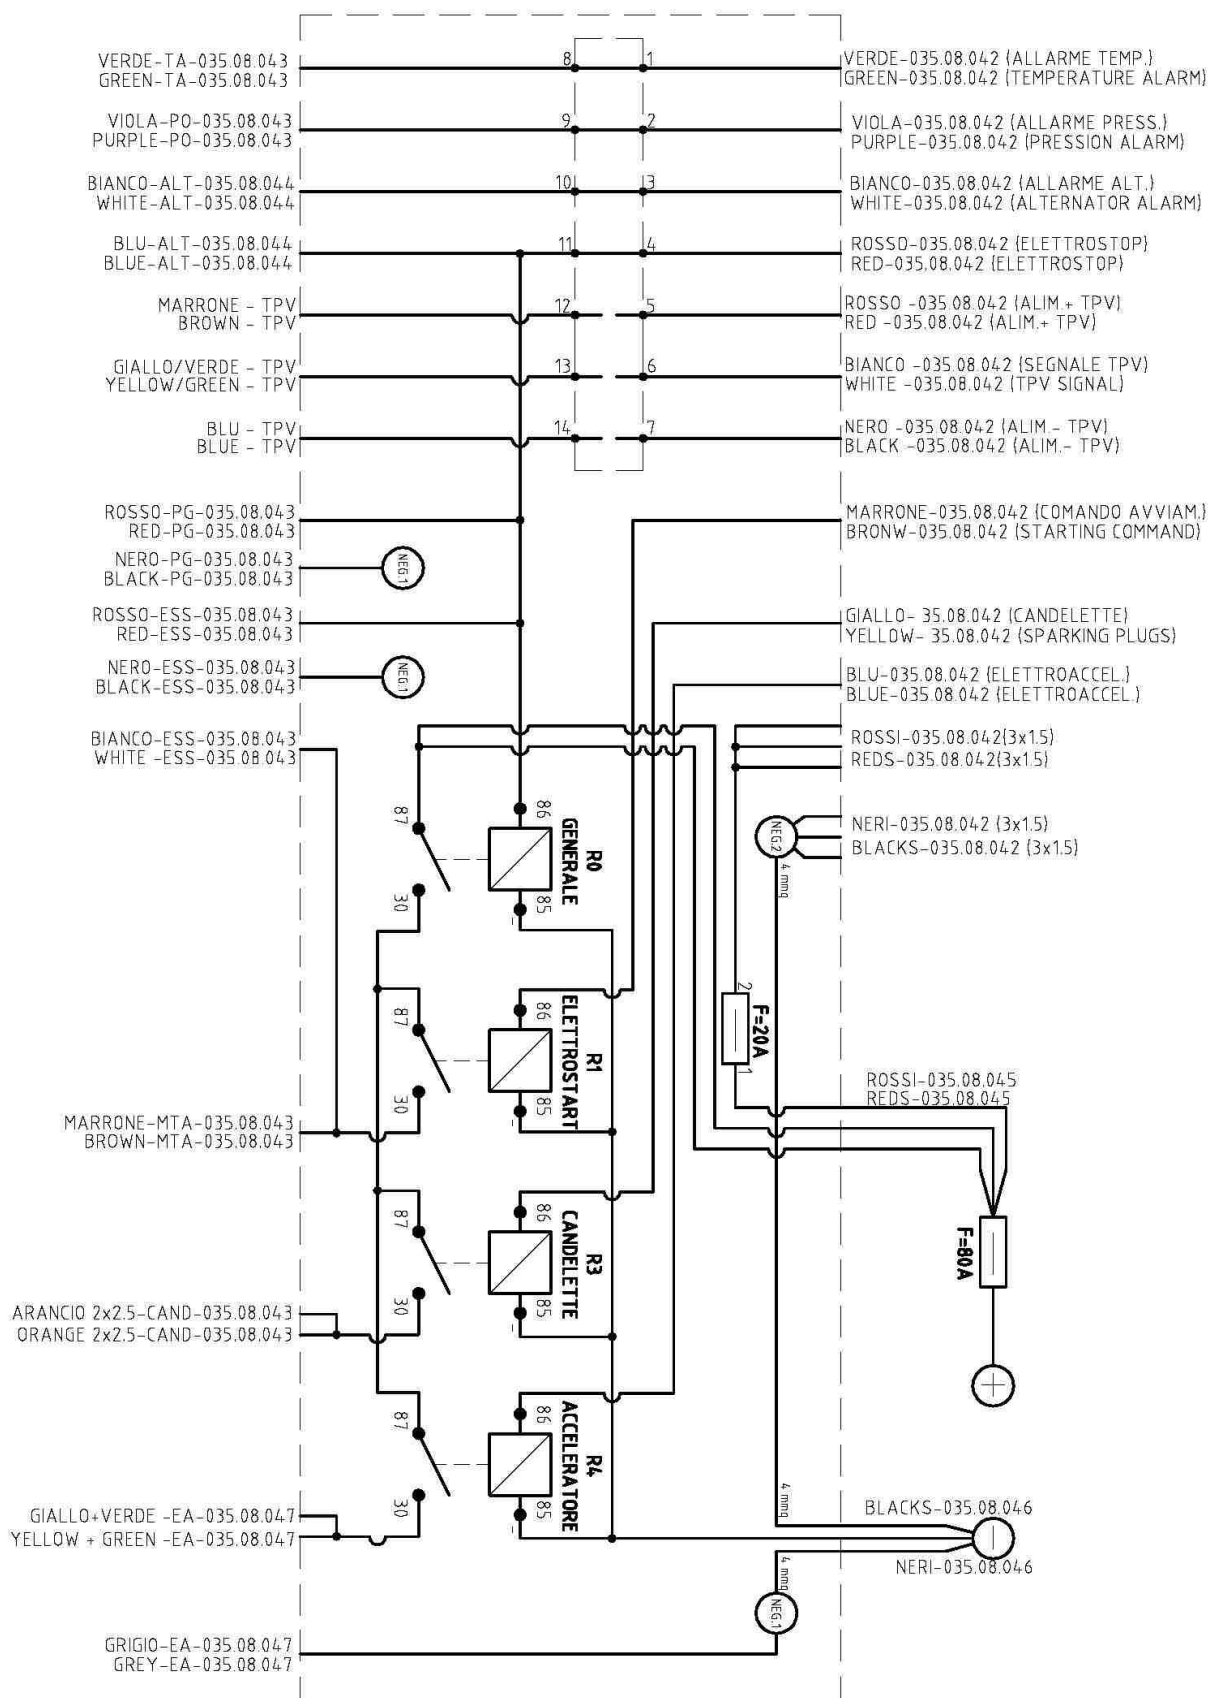 VERDE-TA-035.08.043
GREEN-TA-035.08.043
8
1
VERDE-035.08.042 (ALLARME TEMP.)
GREEN-035.08.042 (TEMPERATURE ALARM)
VIOLA-PO-035.08.043
PURPLE-PO-035.08.043
9
2
VIOLA-035.08.042 (ALLARME PRESS.)
PURPLE-035.08.042 (PRESSION ALARM)
BIANCO-ALT-035.08.044
WHITE-ALT-035.08.044
10
3
BIANCO-035.08.042 (ALLARME ALT.)
WHITE-035.08.042 (ALTERNATOR ALARM)
BLU-ALT-035.08.044
BLUE-ALT-035.08.044
11
4
ROSSO-035.08.042 (ELETTROSTOP)
RED-035.08.042 (ELETTROSTOP)
MARRONE - TPV
BROWN - TPV
12
5
ROSSO -035.08.042 (ALIM.+ TPV)
RED -035.08.042 (ALIM.+ TPV)
GIALLO/VERDE - TPV
YELLOW/GREEN - TPV
13
6
BIANCO -035.08.042 (SEGNALE TPV)
WHITE -035.08.042 (TPV SIGNAL)
BLU - TPV
BLUE - TPV
14
7
NERO -035.08.042 (ALIM.- TPV)
BLACK -035.08.042 (ALIM.- TPV)
ROSSO-PG-035.08.043
RED-PG-035.08.043
MARRONE-035.08.042 (COMANDO AVVIAM.)
BRONW-035.08.042 (STARTING COMMAND)
NERO-PG-035.08.043
BLACK-PG-035.08.043
NEG.1
ROSSO-ESS-035.08.043
RED-ESS-035.08.043
GIALLO- 35.08.042 (CANDELETTE)
YELLOW- 35.08.042 (SPARKING PLUGS)
NERO-ESS-035.08.043
BLACK-ESS-035.08.043
NEG.1
BLU-035.08.042 (ELETTROACCEL.)
BLUE-035.08.042 (ELETTROACCEL.)
BIANCO-ESS-035.08.043
WHITE -ESS-035.08.043
ROSSI-035.08.042(3x1.5)
REDS-035.08.042(3x1.5)
87
86
30
85
-
R0
GENERALE
NEG.2
4 mmq
NERI-035.08.042 (3x1.5)
BLACKS-035.08.042 (3x1.5)
87
86
30
85
-
R1
ELETTROSTART
2
F=20A
1
ROSSI-035.08.045
REDS-035.08.045
MARRONE-MTA-035.08.043
BROWN-MTA-035.08.043
87
86
30
85
-
R3
CANDELETTE
F=80A
+
ARANCIO 2x2.5-CAND-035.08.043
ORANGE 2x2.5-CAND-035.08.043
87
86
30
85
-
R4
ACCELERATORE
4 mmq
BLACKS-035.08.046
-
NERI-035.08.046
GIALLO+VERDE -EA-035.08.047
YELLOW + GREEN -EA-035.08.047
4 mmq
NEG.1
GRIGIO-EA-035.08.047
GREY-EA-035.08.047